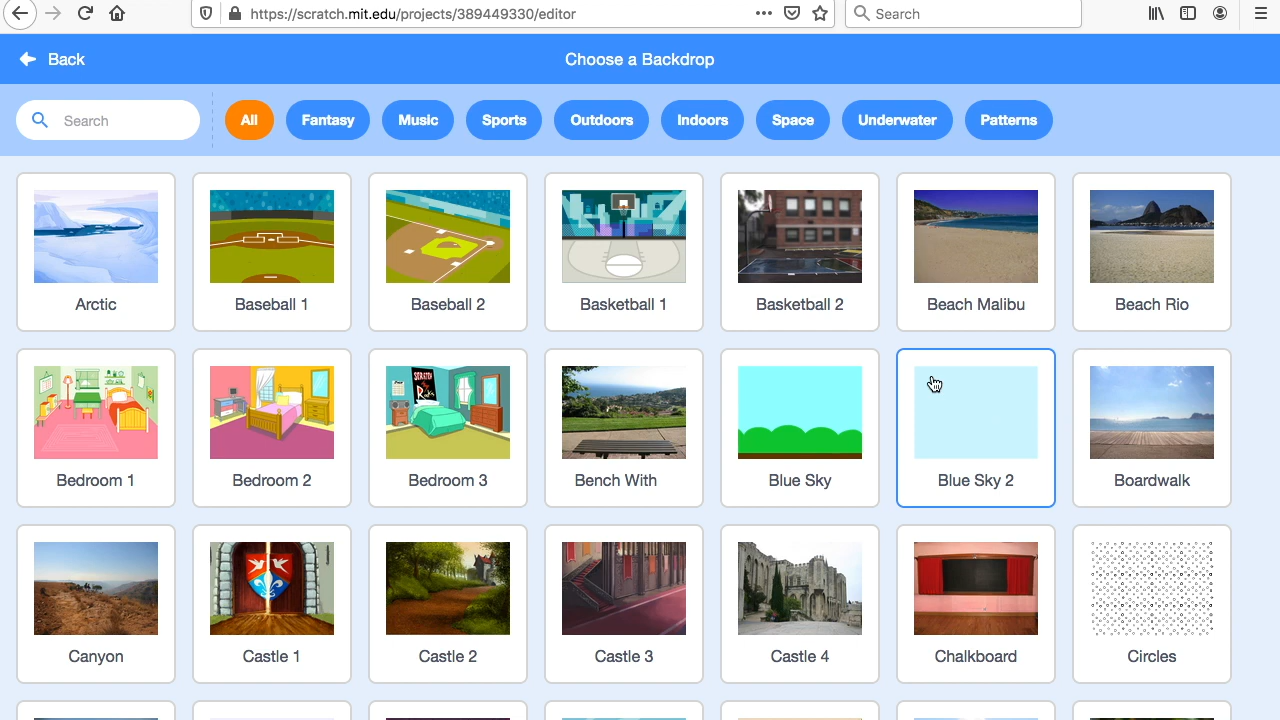 https://scratch.mit.edu/projects/389449330/editor
Search
Back
Choose a Backdrop
Search
All
Fantasy
Music
Sports
Outdoors
Indoors
Space
Underwater
Patterns
Arctic
Baseball 1
Baseball 2
Basketball 1
Basketball 2
Beach Malibu
Beach Rio
SCRATCH
Bedroom 1
Bedroom 2
Bedroom 3
Bench With
Blue Sky
Blue Sky 2
Boardwalk
Canyon
Castle 1
Castle 2
Castle 3
Castle 4
Chalkboard
Circles